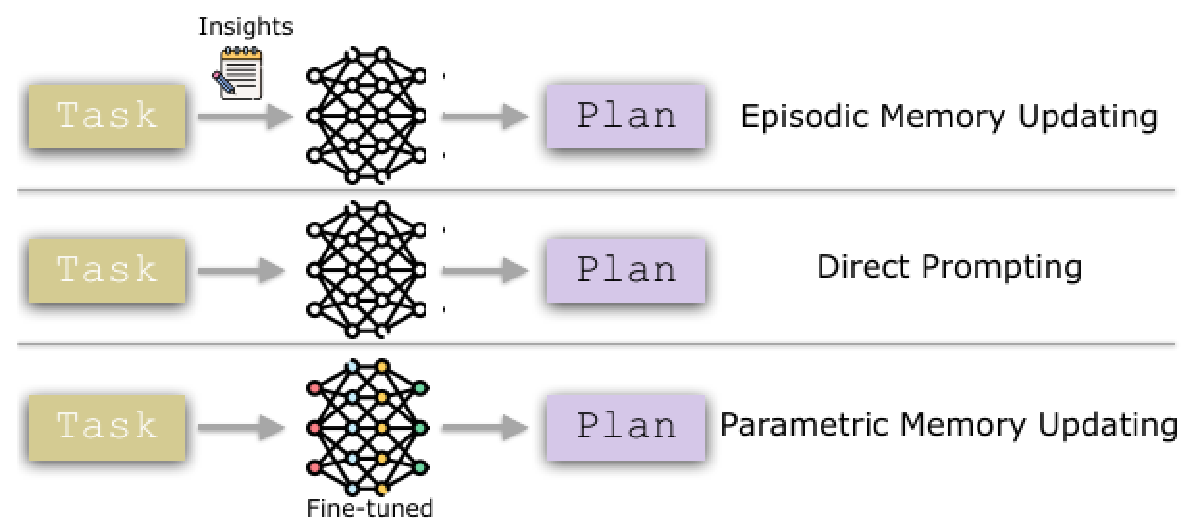 Insights
Task
Plan
Episodic Memory Updating
Task
Plan
Direct Prompting
Task
Plan
Parametric Memory Updating
Fine-tuned